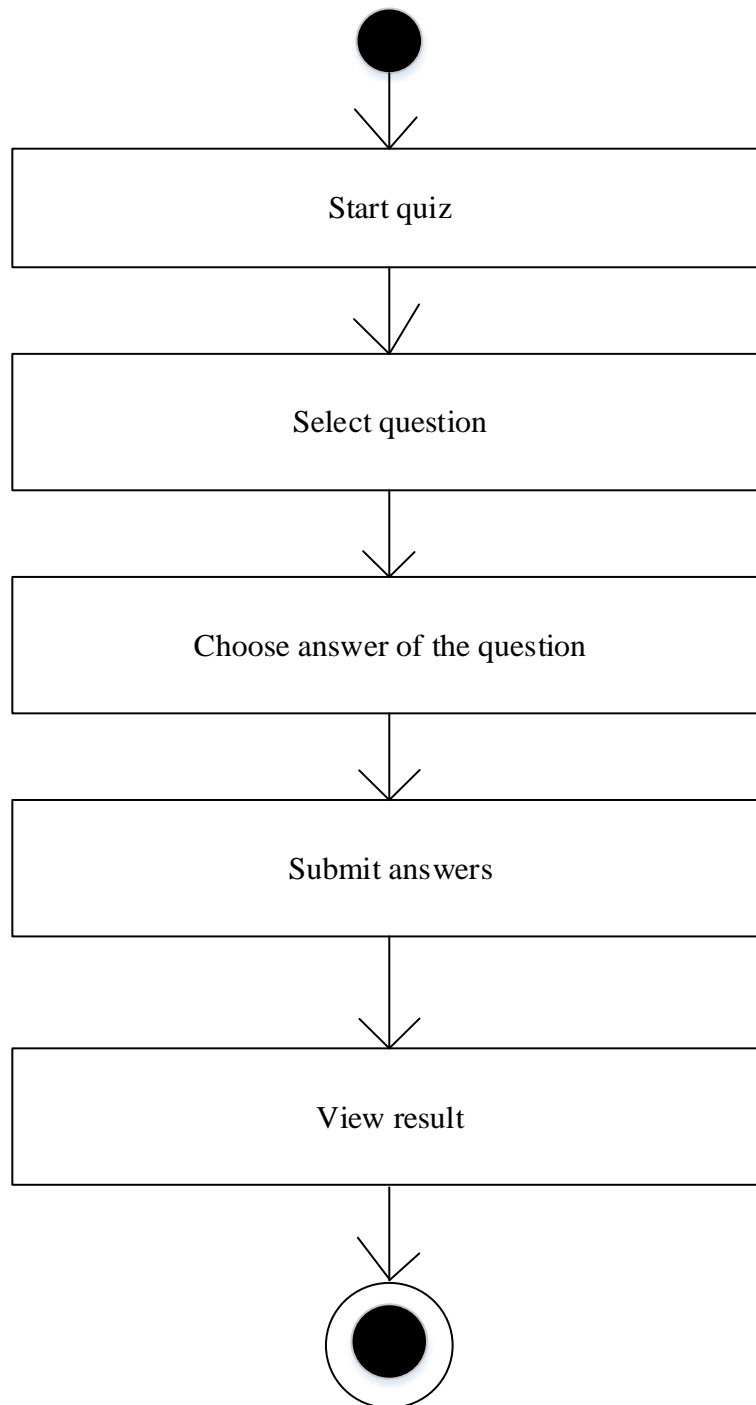 Start quiz
Select question
Choose answer of the question
Submit answers
View result